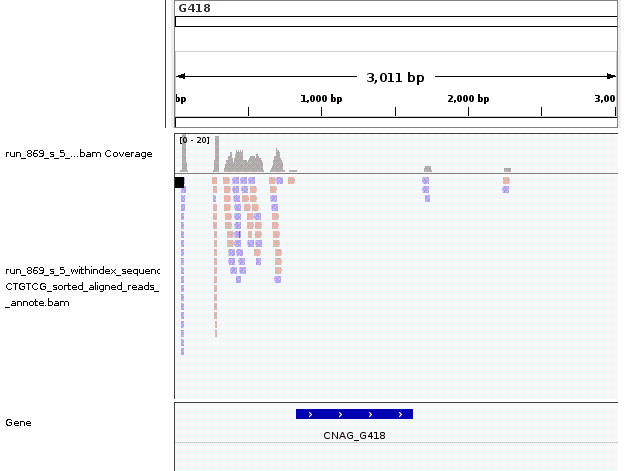 G418
3,011 bp
bp
1,000 bp
2,000 bp
3,00
[0 - 20]
run_869_s_5_...bam Coverage
run_869_s_5_withindex_sequenc
CTGTCG_sorted_aligned_reads_
_annote.bam
Gene
CNAG_G418